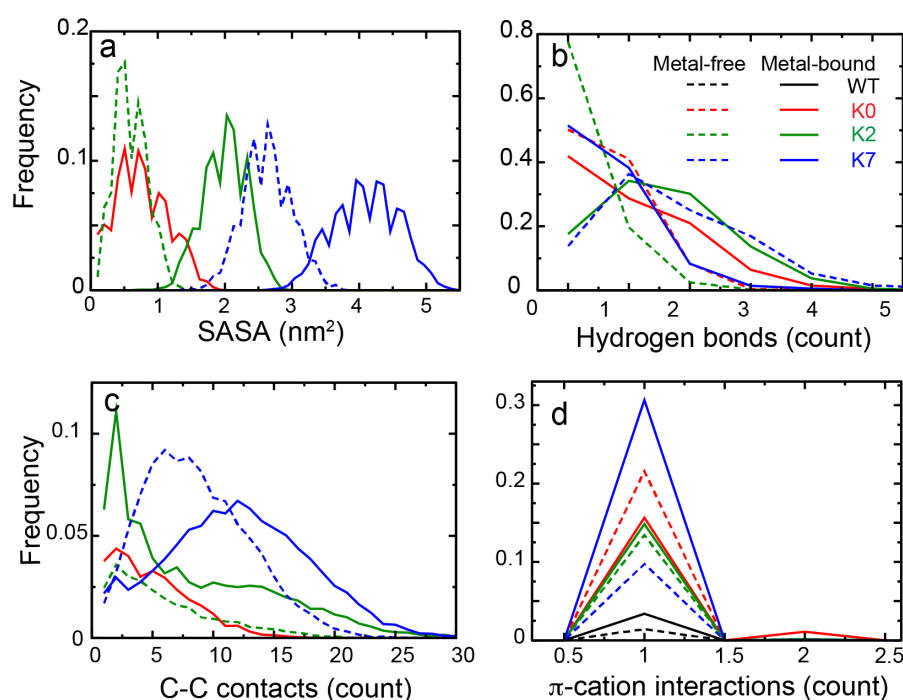 a
0.2
0.1
0
Frequency
0 1 2 3 4 5
SASA (nm²)
b
0.8
0.6
0.4
0.2
0
Metal-free Metal-bound
WT
K0
K2
K7
0 1 2 3 4 5
Hydrogen bonds (count)
c
0.1
0.05
0
Frequency
0 5 10 15 20 25 30
C-C contacts (count)
d
0.3
0.2
0.1
0
0.5 1 1.5 2 2.5
π-cation interactions (count)